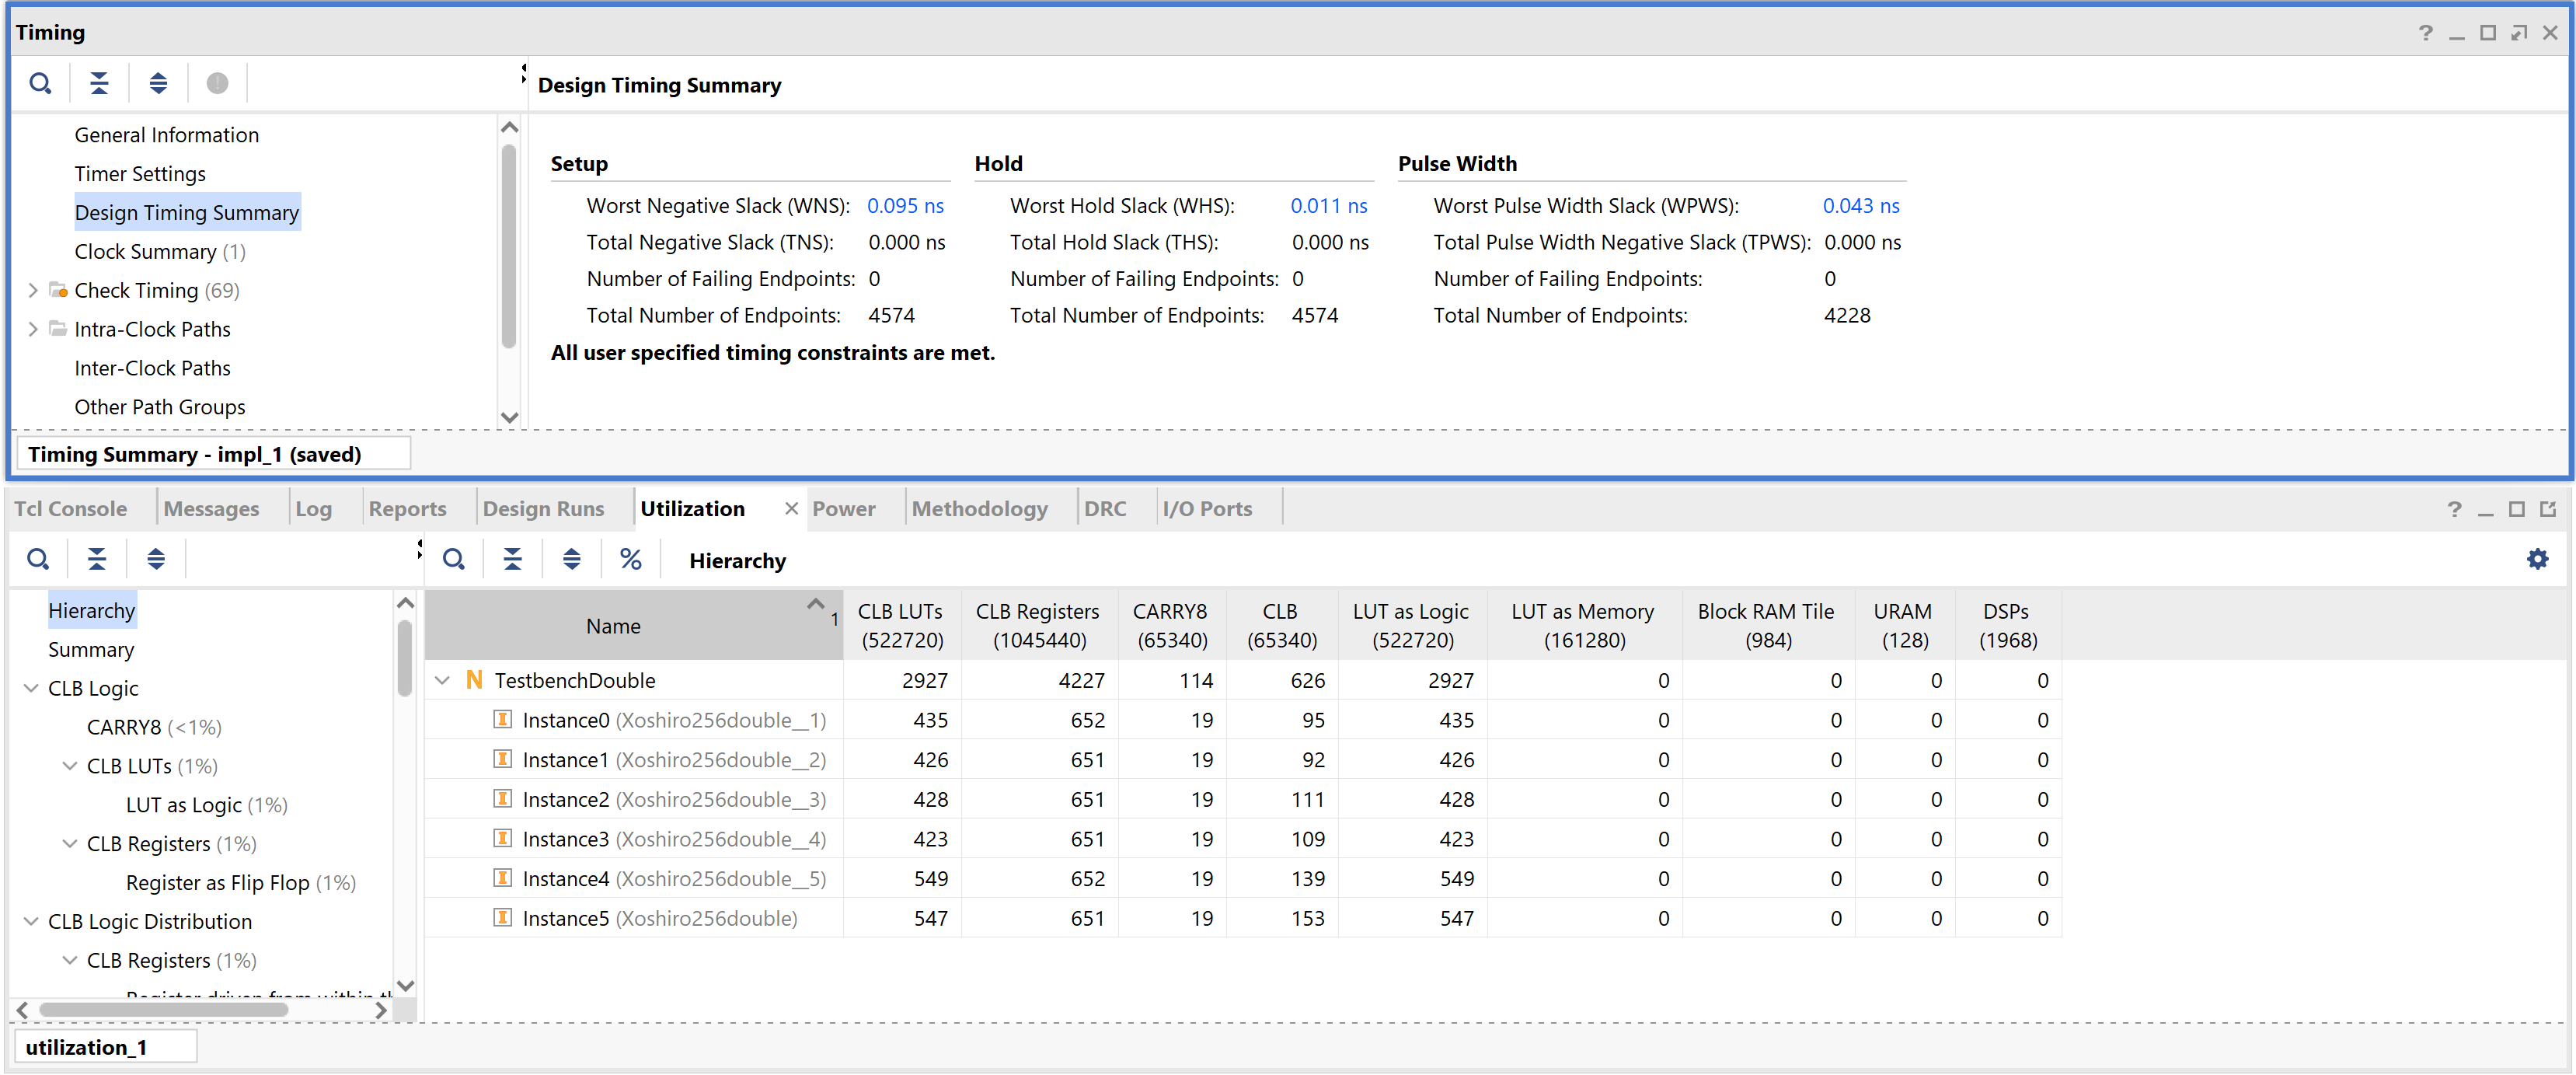 Timing
Design Timing Summary
General Information
Timer Settings
Design Timing Summary
Clock Summary (1)
Check Timing (69)
Intra-Clock Paths
Inter-Clock Paths
Other Path Groups
Setup Hold Pulse Width
Worst Negative Slack (WNS): 0.095 ns Worst Hold Slack (WHS): 0.011 ns Worst Pulse Width Slack (WPWS): 0.043 ns
Total Negative Slack (TNS): 0.000 ns Total Hold Slack (THS): 0.000 ns Total Pulse Width Negative Slack (TPWS): 0.000 ns
Number of Failing Endpoints: 0 Number of Failing Endpoints: 0 Number of Failing Endpoints: 0
Total Number of Endpoints: 4574 Total Number of Endpoints: 4574 Total Number of Endpoints: 4228
All user specified timing constraints are met.
Timing Summary - impl_1 (saved)
Tcl Console Messages Log Reports Design Runs Utilization Power Methodology DRC I/O Ports
% Hierarchy
Hierarchy
Summary
CLB Logic
CARRY8 (<1%)
CLB LUTs (1%)
LUT as Logic (1%)
CLB Registers (1%)
Register as Flip Flop (1%)
CLB Logic Distribution
CLB Registers (1%)
Register driven from within th
Name 1 CLB LUTs CLB Registers CARRY8 CLB LUT as Logic LUT as Memory Block RAM Tile URAM DSPs
(522720) (1045440) (65340) (65340) (522720) (161280) (984) (128) (1968)
N TestbenchDouble 2927 4227 114 626 2927 0 0 0 0
I Instance0 (Xoshiro256double__1) 435 652 19 95 435 0 0 0 0
I Instance1 (Xoshiro256double__2) 426 651 19 92 426 0 0 0 0
I Instance2 (Xoshiro256double__3) 428 651 19 111 428 0 0 0 0
I Instance3 (Xoshiro256double__4) 423 651 19 109 423 0 0 0 0
I Instance4 (Xoshiro256double__5) 549 652 19 139 549 0 0 0 0
I Instance5 (Xoshiro256double) 547 651 19 153 547 0 0 0 0
utilization_1